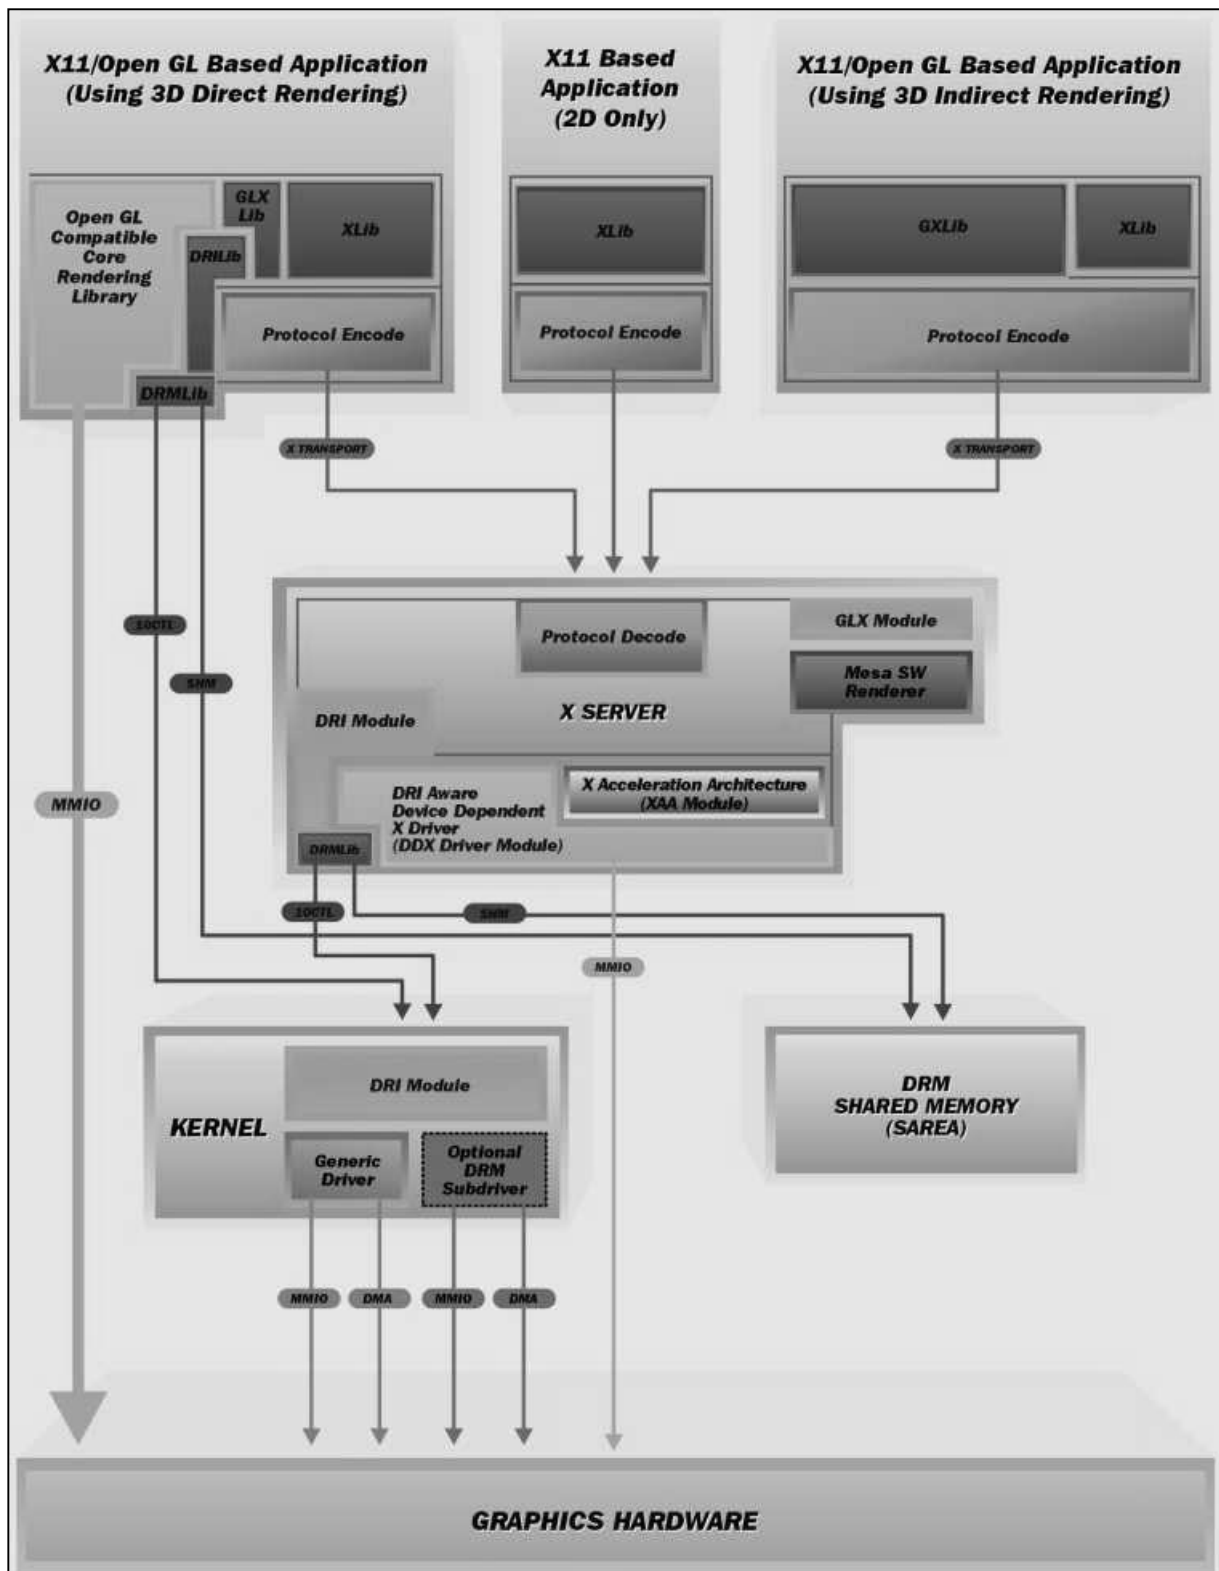 X11/Open GL Based Application
(Using 3D Direct Rendering)
X11 Based
Application
(2D Only)
X11/Open GL Based Application
(Using 3D Indirect Rendering)
Open GL
Compatible
Core
Rendering
Library
GLX
Lib
DRILib
XLib
Protocol Encode
DRMLib
XLib
Protocol Encode
GXLib
XLib
Protocol Encode
X TRANSPORT
X TRANSPORT
IOCTL
SHM
MMIO
Protocol Decode
GLX Module
Mesa SW
Renderer
DRI Module
X SERVER
DRI Aware
Device Dependent
X Driver
(DDX Driver Module)
X Acceleration Architecture
(XAA Module)
DRMLib
IOCTL
SHM
MMIO
KERNEL
DRI Module
Generic
Driver
Optional
DRM
Subdriver
DRM
SHARED MEMORY
(SAREA)
MMIO
DMA
MMIO
DMA
GRAPHICS HARDWARE